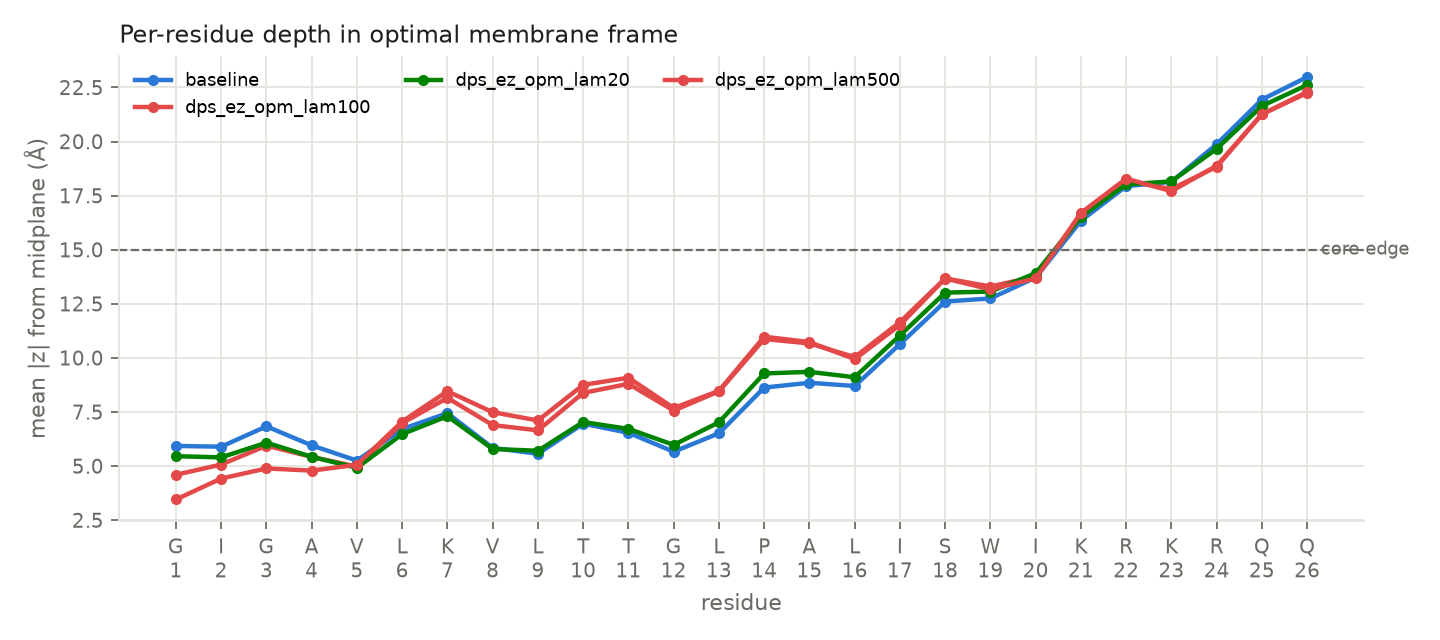 Per-residue depth in optimal membrane frame
baseline
dps_ez_opm_lam20
dps_ez_opm_lam500
dps_ez_opm_lam100
mean |z| from midplane (Å)
22.5
20.0
17.5
15.0
12.5
10.0
7.5
5.0
2.5
core edge
G I G A V L K V L T T G L P A L I S W I K R K R Q Q
1 2 3 4 5 6 7 8 9 10 11 12 13 14 15 16 17 18 19 20 21 22 23 24 25 26
residue